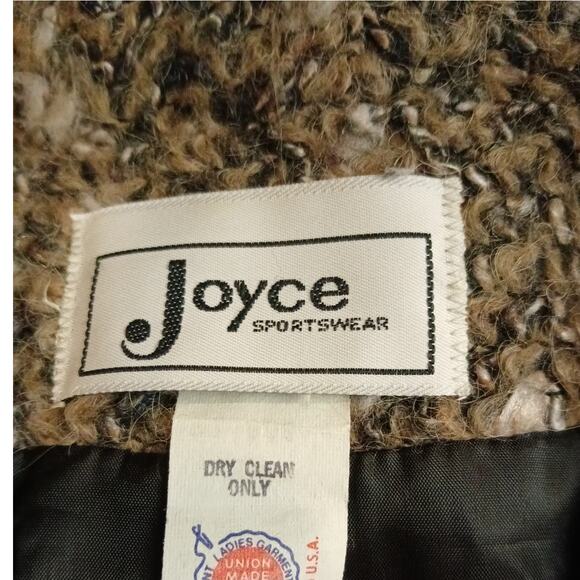 Joyce
SPORTSWEAR
DRY CLEAN
ONLY
LADIES GARMENT
UNION
MADE
U.S.A.